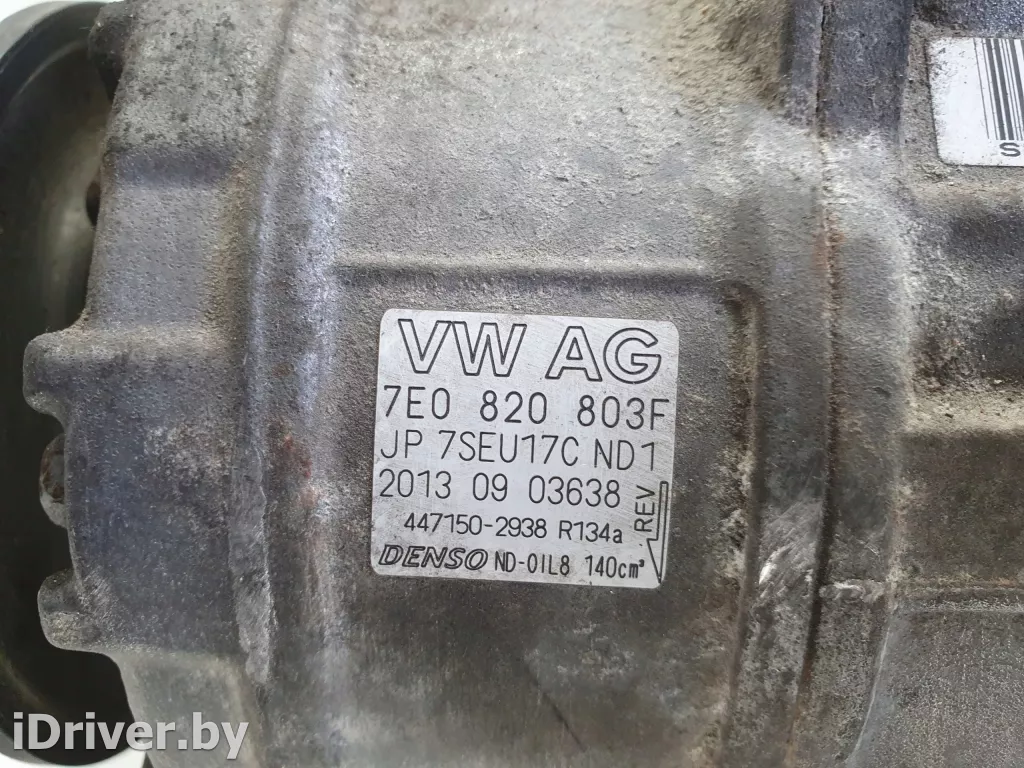 S
VW AG
7E0 820 803F
JP 7SEU17C ND1
2013 09 03638
REV
447150-2938 R134a
DENSO ND-OIL8 140cm³
iDriver.by